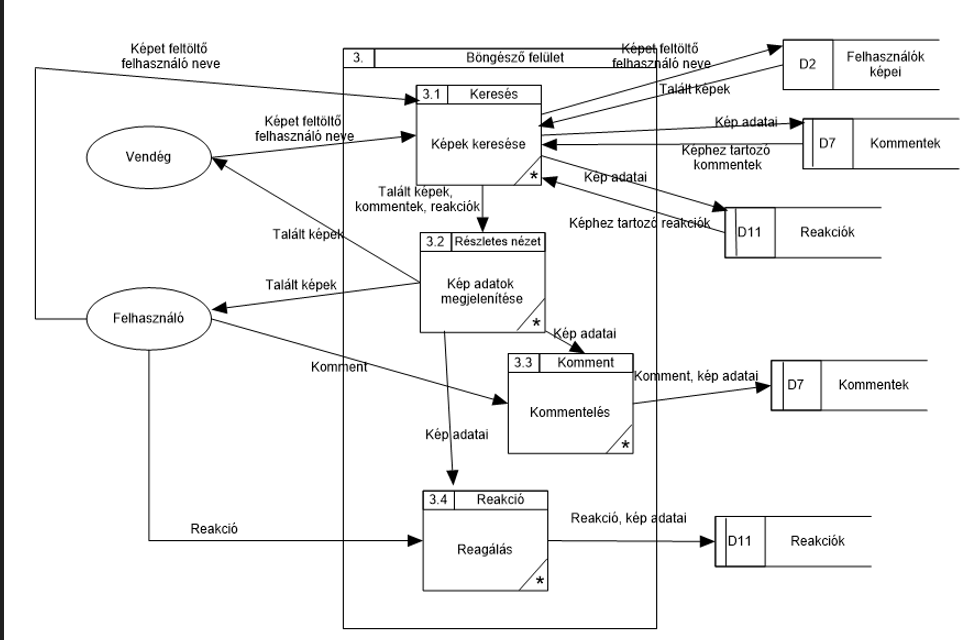 Képet feltöltő
felhasználó neve
3.
Böngésző felület
Képet feltöltő
felhasználó neve
D2
Felhasználók
képei
Talált képek
3.1
Keresés
Képek keresése
*
Képet feltöltő
felhasználó neve
Vendég
Kép adatai
D7
Kommentek
Képhez tartozó
kommentek
Kép adatai
Talált képek,
kommentek, reakciók
Képhez tartozó reakciók
D11
Reakciók
Talált képek
3.2
Részletes nézet
Kép adatok
megjelenítése
*
Talált képek
Felhasználó
Kép adatai
Komment
3.3
Komment
Kommentelés
*
Komment, kép adatai
D7
Kommentek
Kép adatai
3.4
Reakció
Reagálás
*
Reakció
Reakció, kép adatai
D11
Reakciók